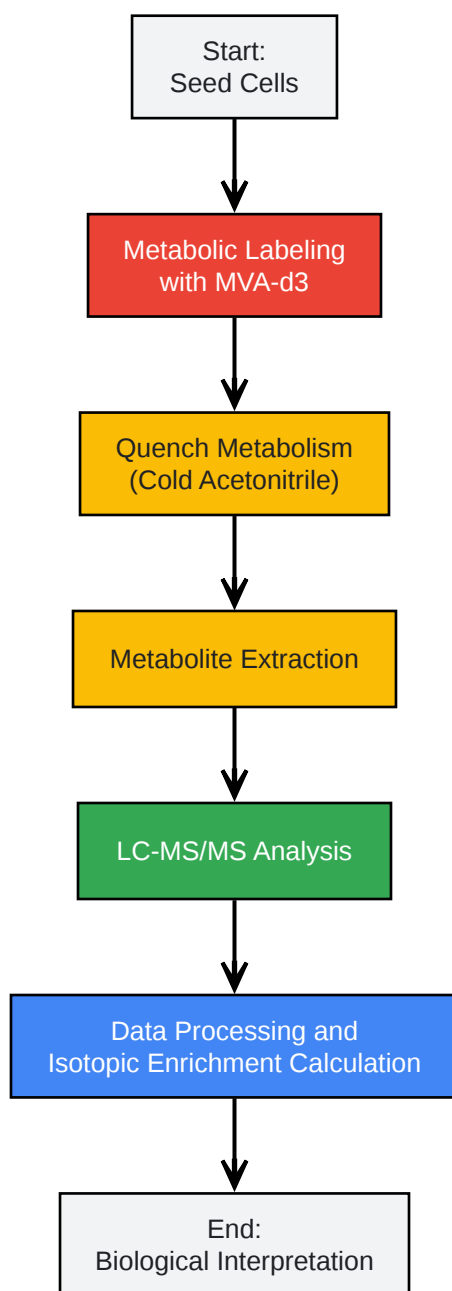 Start:
Seed Cells
Metabolic Labeling
with MVA-d3
Quench Metabolism
(Cold Acetonitrile)
Metabolite Extraction
LC-MS/MS Analysis
Data Processing and
Isotopic Enrichment Calculation
End:
Biological Interpretation